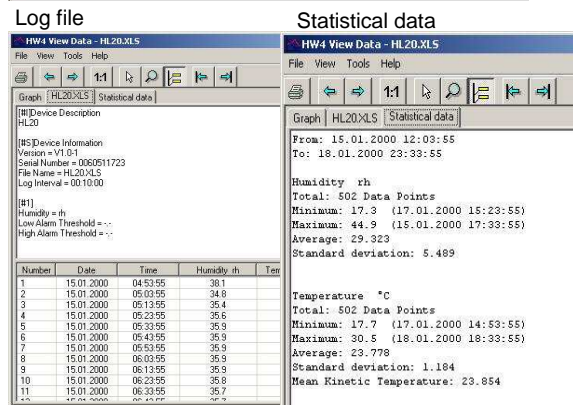 Log file
HW4 View Data - HL20.XLS
File View Tools Help
1:1
Graph HL20.XLS Statistical data
[#I]Device Description
HL20
[#S]Device Information
Version = V1.0-1
Serial Number = 0060511723
File Name = HL20.XLS
Log Interval = 00:10:00
[#1]
Humidity = rh
Low Alarm Threshold = -.-
High Alarm Threshold = -.-
Number Date Time Humidity rh Tem
1 15.01.2000 04:53:55 38.1
2 15.01.2000 05:03:55 34.8
3 15.01.2000 05:13:55 35.4
4 15.01.2000 05:23:55 35.6
5 15.01.2000 05:33:55 35.9
6 15.01.2000 05:43:55 35.9
7 15.01.2000 05:53:55 35.9
8 15.01.2000 06:03:55 35.9
9 15.01.2000 06:13:55 35.9
10 15.01.2000 06:23:55 35.8
11 15.01.2000 06:33:55 35.7
Statistical data
HW4 View Data - HL20.XLS
File View Tools Help
1:1
Graph HL20.XLS Statistical data
From: 15.01.2000 12:03:55
To: 18.01.2000 23:33:55
Humidity rh
Total: 502 Data Points
Minimum: 17.3 (17.01.2000 15:23:55)
Maximum: 44.9 (15.01.2000 17:33:55)
Average: 29.323
Standard deviation: 5.489
Temperature °C
Total: 502 Data Points
Minimum: 17.7 (17.01.2000 14:53:55)
Maximum: 30.5 (18.01.2000 18:33:55)
Average: 23.778
Standard deviation: 1.184
Mean Kinetic Temperature: 23.854